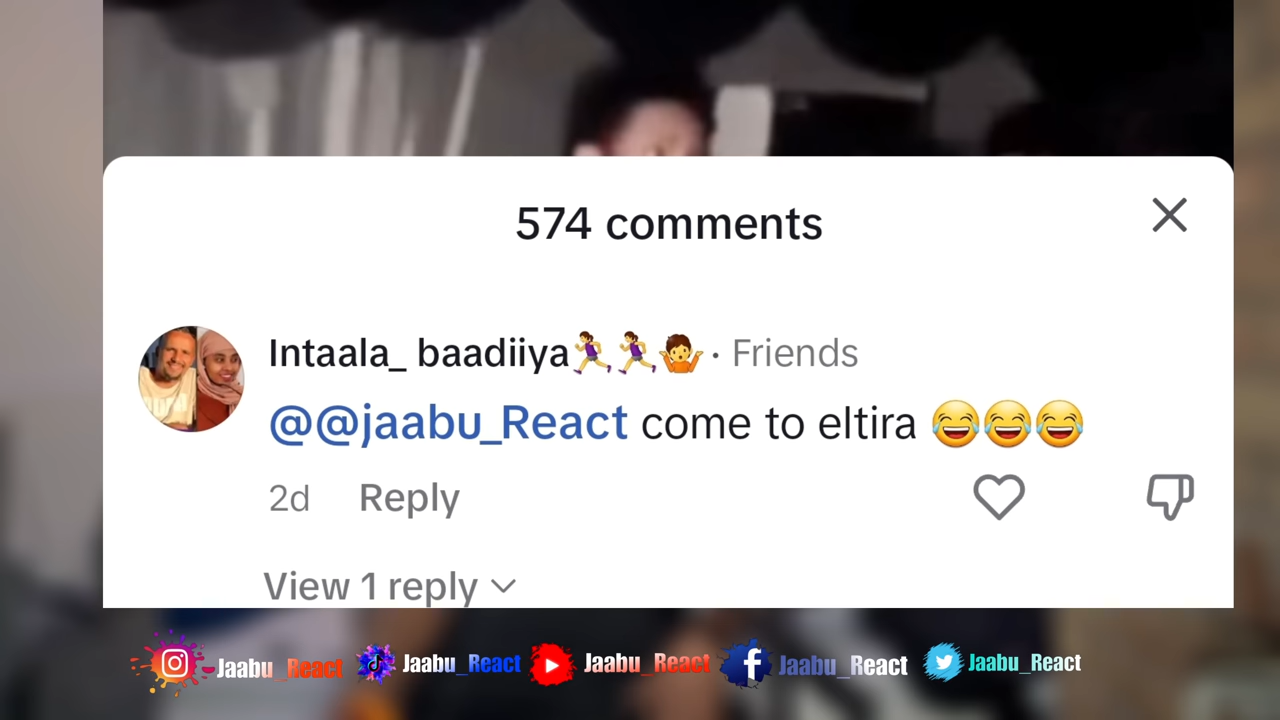 574 comments
Intaala_ baadiiya🏃‍♀️🏃‍♀️🤷 · Friends
@@jaabu_React come to eltira 😂😂😂
2d Reply
View 1 reply
Jaabu_React Jaabu_React Jaabu_React Jaabu_React Jaabu_React